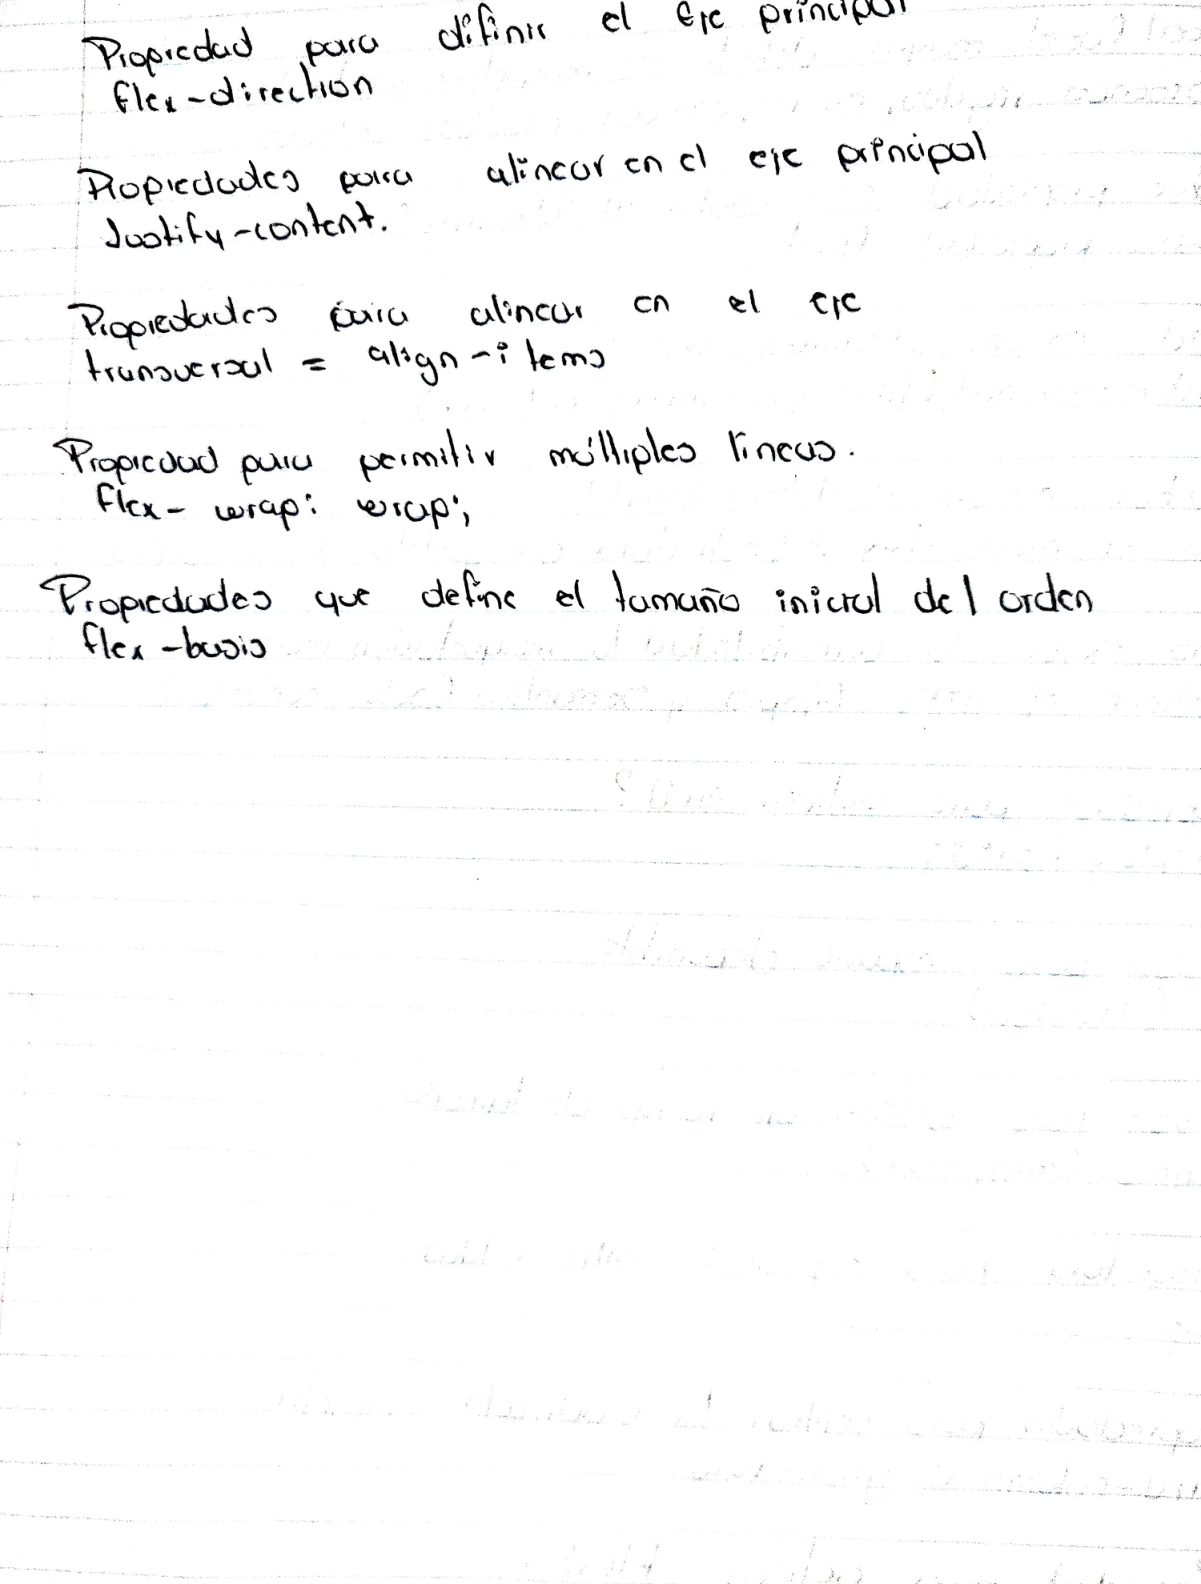 Propiedad para difinir el Eje principal
flex-direction
Propiedades para alinear en el eje principal
Justify-content.
Propiedades para alinear en el eje
transversal = align-items
Propiedad para permitir múltiples lineas.
flex- wrap: wrap;
Propiedades que define el tamaño inicial del orden
flex-basis